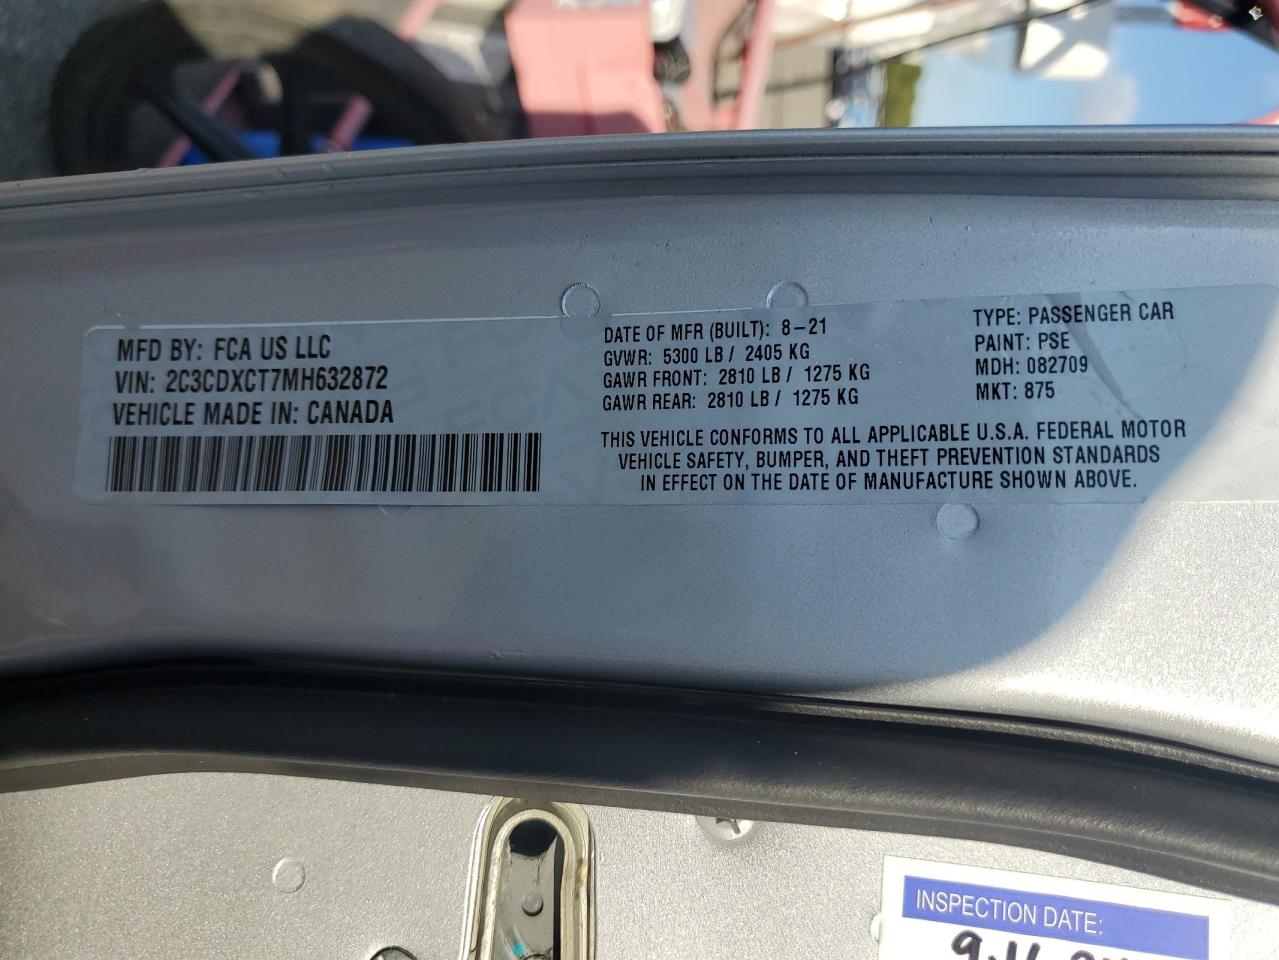 MFD BY: FCA US LLC
VIN: 2C3CDXCT7MH632872
VEHICLE MADE IN: CANADA
DATE OF MFR (BUILT): 8-21
GVWR: 5300 LB / 2405 KG
GAWR FRONT: 2810 LB / 1275 KG
GAWR REAR: 2810 LB / 1275 KG
TYPE: PASSENGER CAR
PAINT: PSE
MDH: 082709
MKT: 875
THIS VEHICLE CONFORMS TO ALL APPLICABLE U.S.A. FEDERAL MOTOR
VEHICLE SAFETY, BUMPER, AND THEFT PREVENTION STANDARDS
IN EFFECT ON THE DATE OF MANUFACTURE SHOWN ABOVE.
INSPECTION DATE: